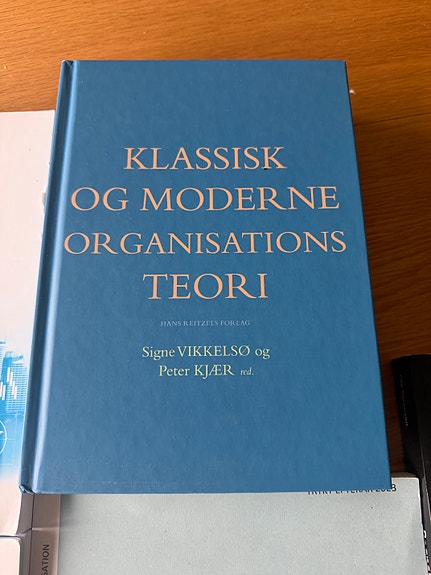 KLASSISK
OG MODERNE
ORGANISATIONS
TEORI
HANS REITZELS FORLAG
Signe VIKKELSØ og
Peter KJÆR red.